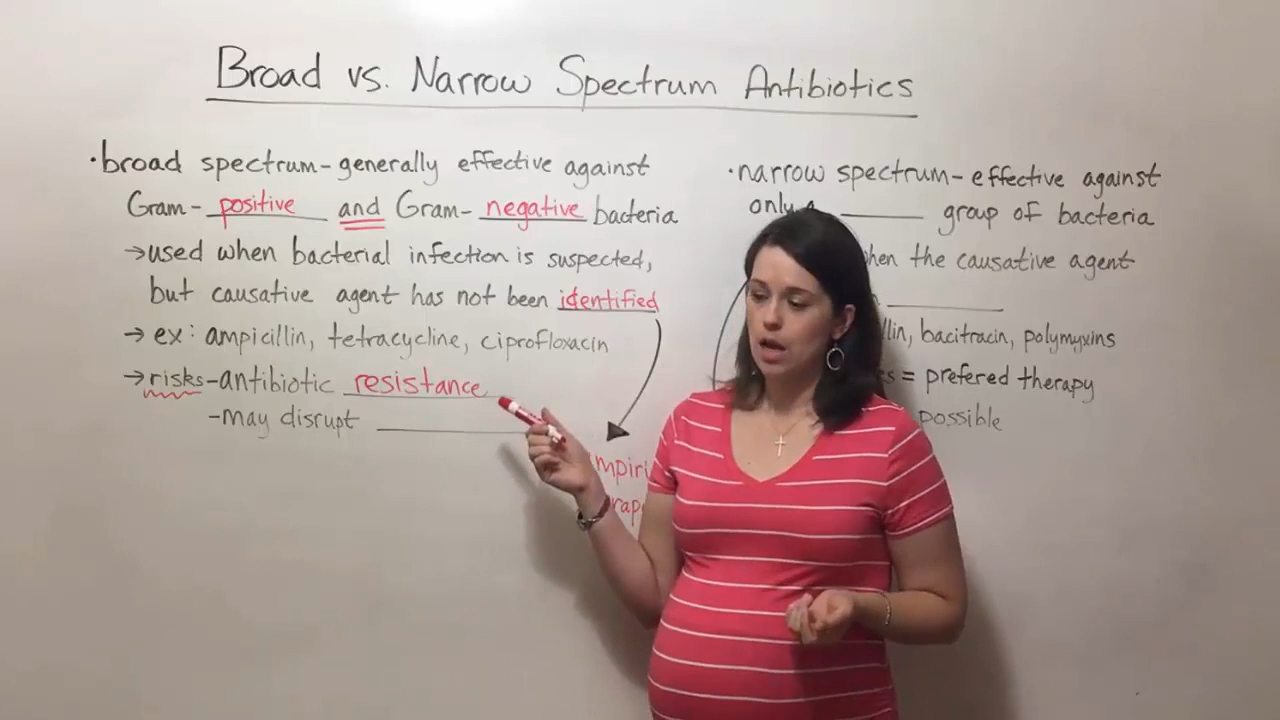 Broad vs. Narrow Spectrum Antibiotics
·broad spectrum-generally effective against
Gram- positive and Gram- negative bacteria
→used when bacterial infection is suspected,
but causative agent has not been identified
→ ex: ampicillin, tetracycline, ciprofloxacin
→risks-antibiotic resistance
-may disrupt
·narrow spectrum-effective against
only group of bacteria
the causative agent
bacitracin, polymyxins
= prefered therapy
possible